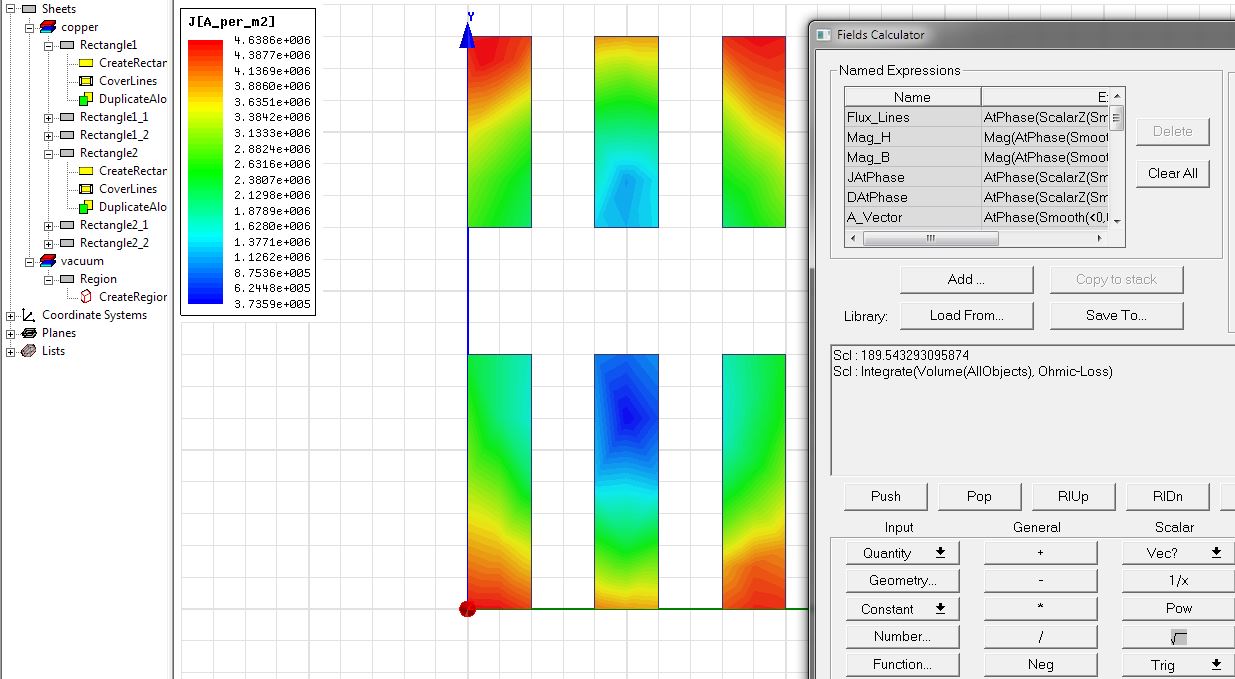 Sheets
copper
Rectangle1
CreateRectar
CoverLines
DuplicateAlo
Rectangle1_1
Rectangle1_2
Rectangle2
CreateRectar
CoverLines
DuplicateAlo
Rectangle2_1
Rectangle2_2
vacuum
Region
CreateRegior
Coordinate Systems
Planes
Lists
J[A_per_m2]
4.6386e+006
4.3877e+006
4.1369e+006
3.8860e+006
3.6351e+006
3.3842e+006
3.1333e+006
2.8824e+006
2.6316e+006
2.3807e+006
2.1298e+006
1.8789e+006
1.6280e+006
1.3771e+006
1.1262e+006
8.7536e+005
6.2448e+005
3.7359e+005
Y
Fields Calculator
Named Expressions
Name E:
Flux_Lines AtPhase(ScalarZ(Sm
Mag_H Mag(AtPhase(Smoot
Mag_B Mag(AtPhase(Smoot
JAtPhase AtPhase(ScalarZ(Sm
DAtPhase AtPhase(ScalarZ(Sm
A_Vector AtPhase(Smooth(<0,
Delete
Clear All
Add ... Copy to stack
Library: Load From... Save To...
Scl : 189.543293095874
Scl : Integrate(Volume(AllObjects), Ohmic-Loss)
Push Pop RlUp RlDn
Input General Scalar
Quantity + Vec?
Geometry... - 1/x
Constant * Pow
Number... / √
Function... Neg Trig